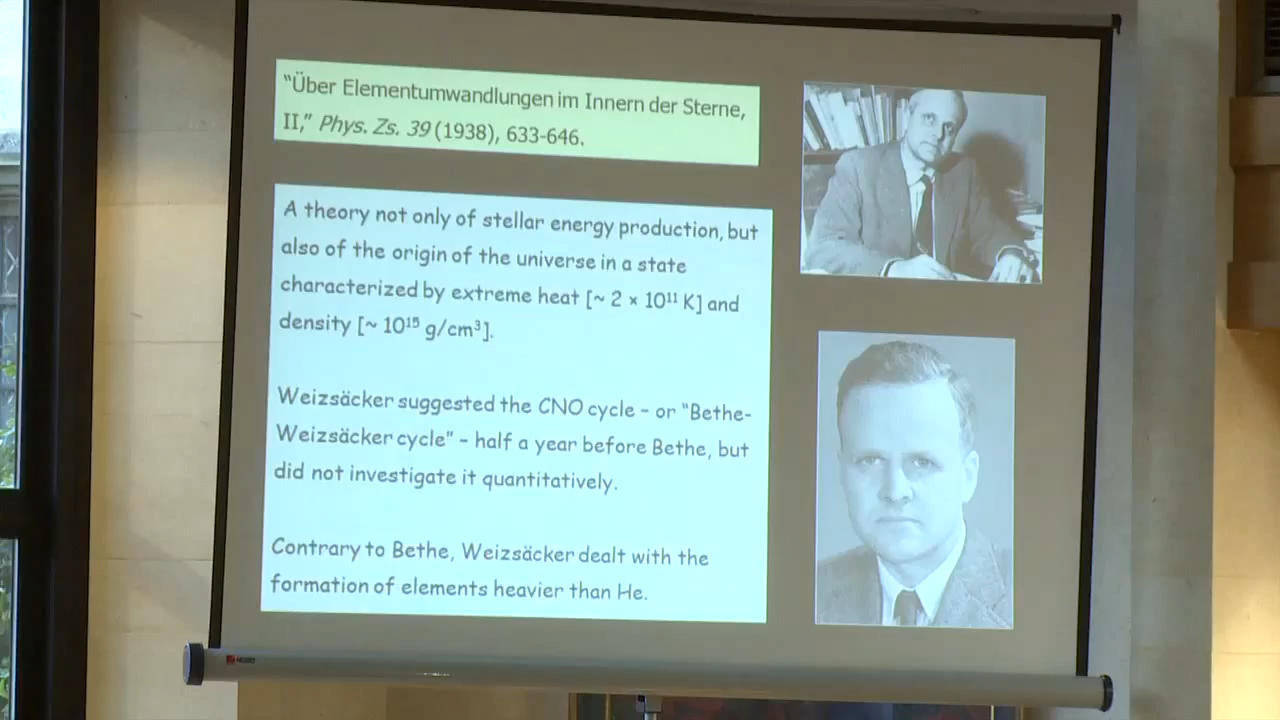 “Über Elementumwandlungen im Innern der Sterne,
II,” Phys. Zs. 39 (1938), 633-646.
A theory not only of stellar energy production, but
also of the origin of the universe in a state
characterized by extreme heat [~ 2 × 10¹¹ K] and
density [~ 10¹⁵ g/cm³].
Weizsäcker suggested the CNO cycle – or “Bethe-
Weizsäcker cycle” – half a year before Bethe, but
did not investigate it quantitatively.
Contrary to Bethe, Weizsäcker dealt with the
formation of elements heavier than He.